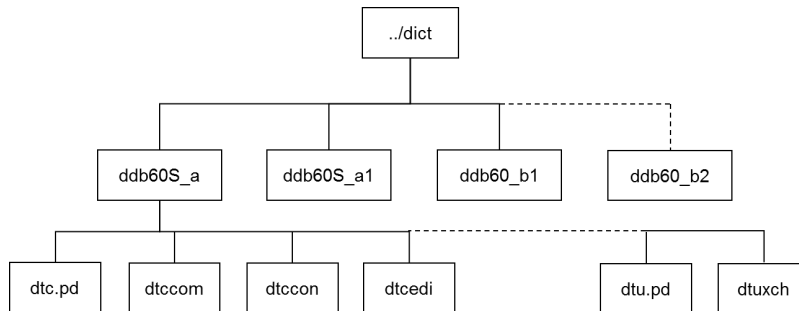 ../dict
ddb60S_a
ddb60S_a1
ddb60_b1
ddb60_b2
dtc.pd
dtccom
dtccon
dtcedi
dtu.pd
dtuxch